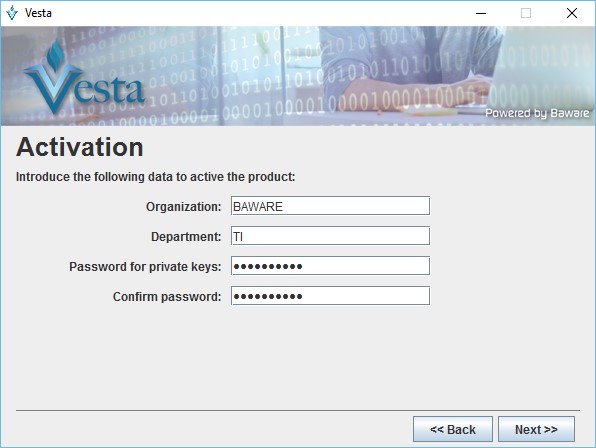 Vesta
Vesta
Powered by Baware
Activation
Introduce the following data to active the product:
Organization: BAWARE
Department: TI
Password for private keys: ●●●●●●●●●●
Confirm password: ●●●●●●●●●●
<< Back Next >>